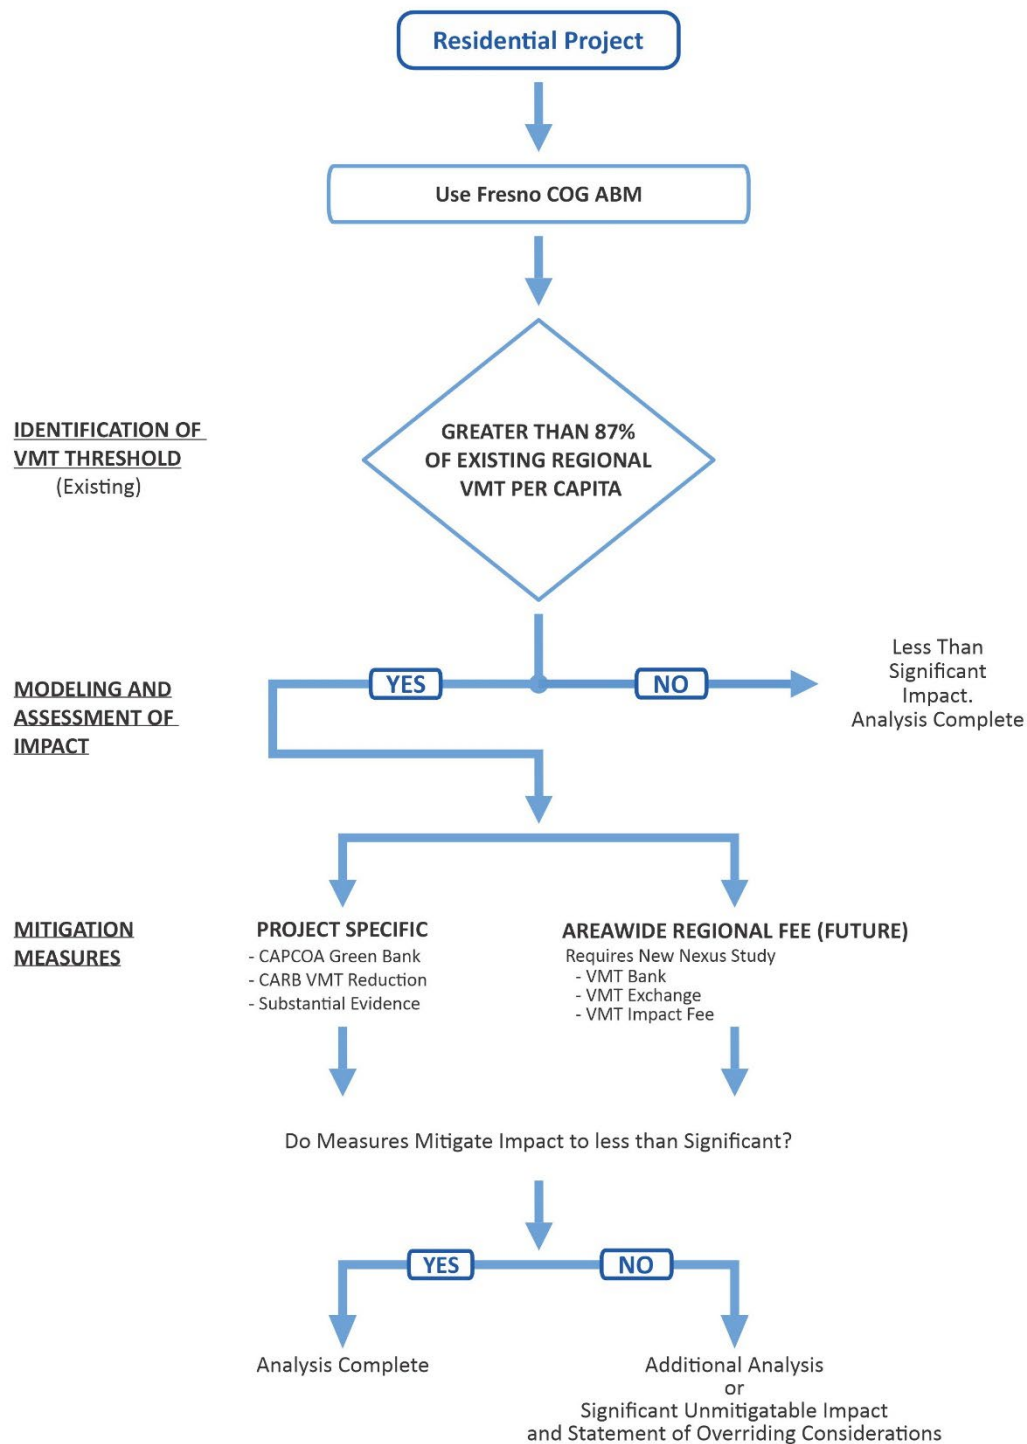 Residential Project
Use Fresno COG ABM
IDENTIFICATION OF
VMT THRESHOLD
(Existing)
GREATER THAN 87%
OF EXISTING REGIONAL
VMT PER CAPITA
MODELING AND
ASSESSMENT OF
IMPACT
YES
NO
Less Than
Significant
Impact.
Analysis Complete
MITIGATION
MEASURES
PROJECT SPECIFIC
- CAPCOA Green Bank
- CARB VMT Reduction
- Substantial Evidence
AREAWIDE REGIONAL FEE (FUTURE)
Requires New Nexus Study
- VMT Bank
- VMT Exchange
- VMT Impact Fee
Do Measures Mitigate Impact to less than Significant?
YES
NO
Analysis Complete
Additional Analysis
or
Significant Unmitigatable Impact
and Statement of Overriding Considerations